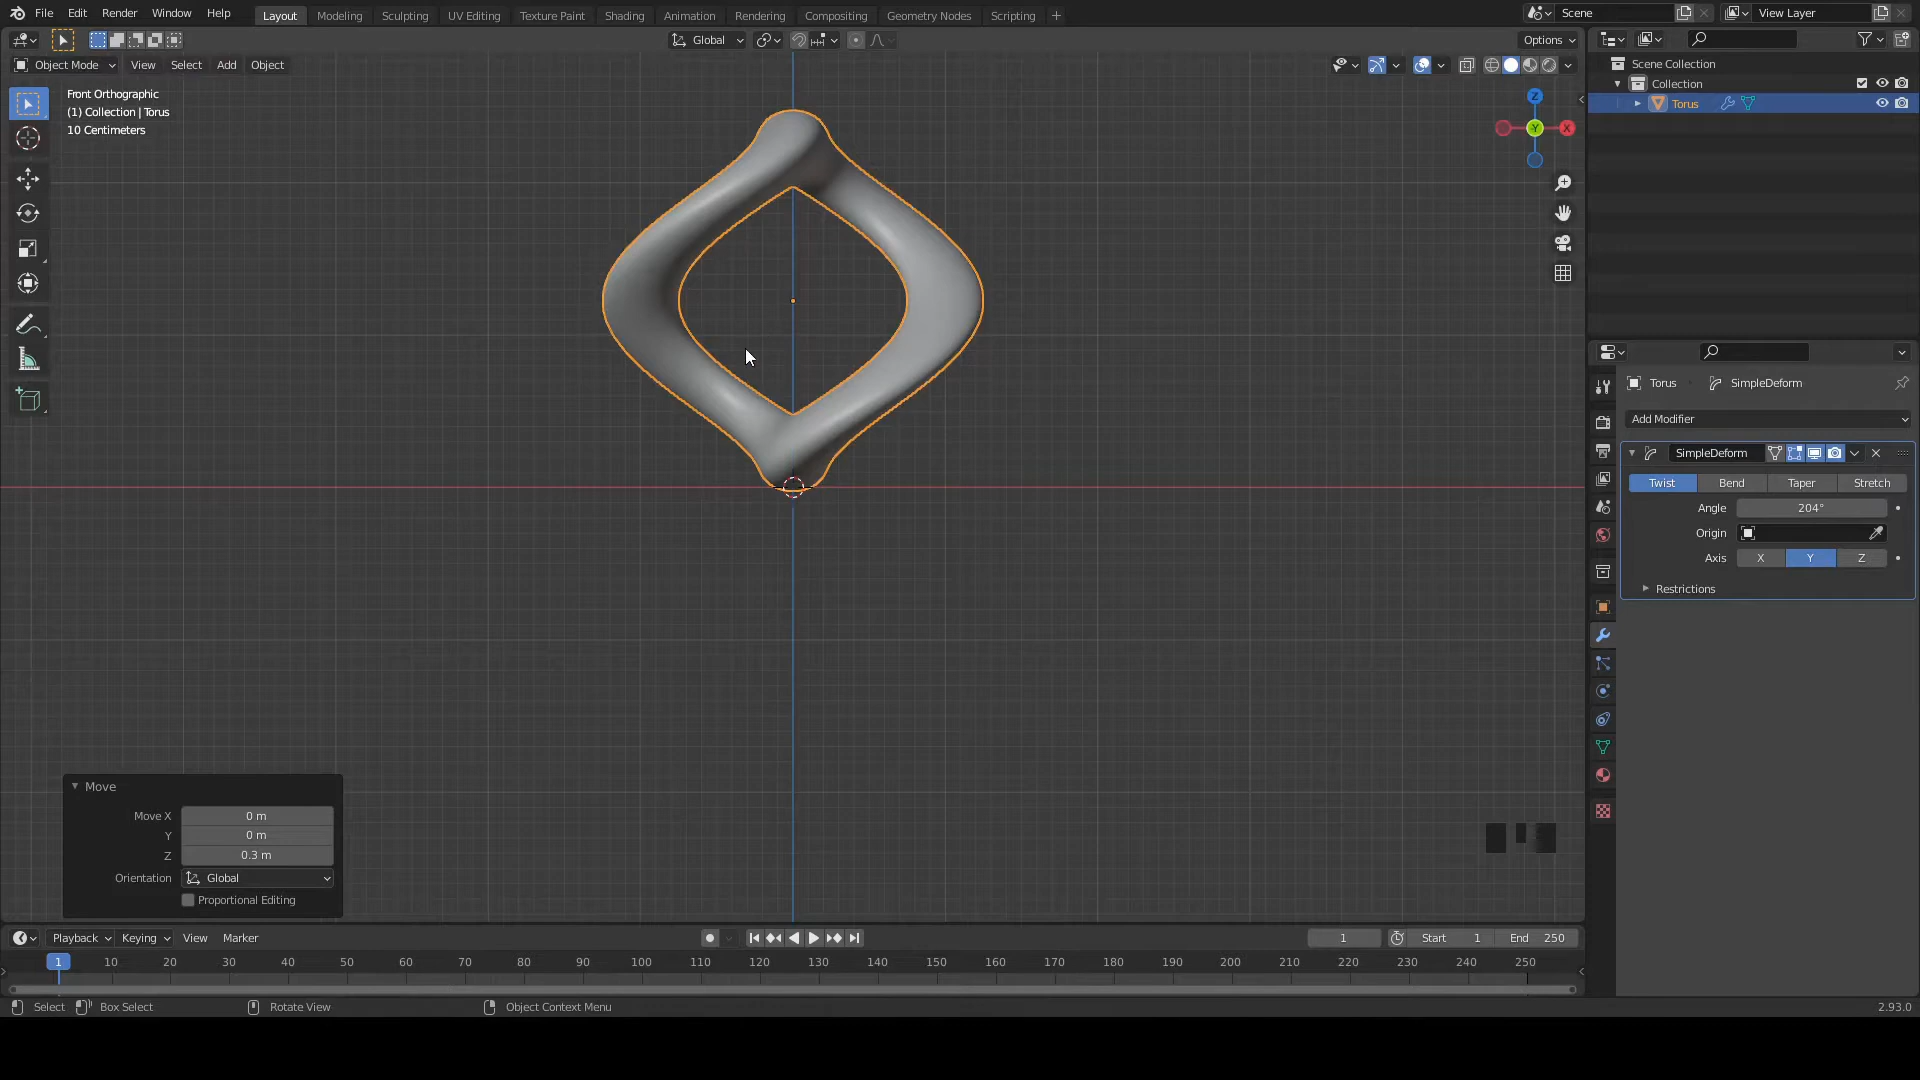 File Edit Render Window Help Layout Modeling Sculpting UV Editing Texture Paint Shading Animation Rendering Compositing Geometry Nodes Scripting + Scene View Layer
Global Options
Object Mode View Select Add Object
Front Orthographic
(1) Collection | Torus
10 Centimeters
Z
Y
X
Scene Collection
Collection
Torus
Torus SimpleDeform
Add Modifier
SimpleDeform
Twist Bend Taper Stretch
Angle 204°
Origin
Axis X Y Z
Restrictions
Move
Move X 0 m
Y 0 m
Z 0.3 m
Orientation Global
Proportional Editing
Playback Keying View Marker 1 Start 1 End 250
1 10 20 30 40 50 60 70 80 90 100 110 120 130 140 150 160 170 180 190 200 210 220 230 240 250
Select Box Select Rotate View Object Context Menu 2.93.0